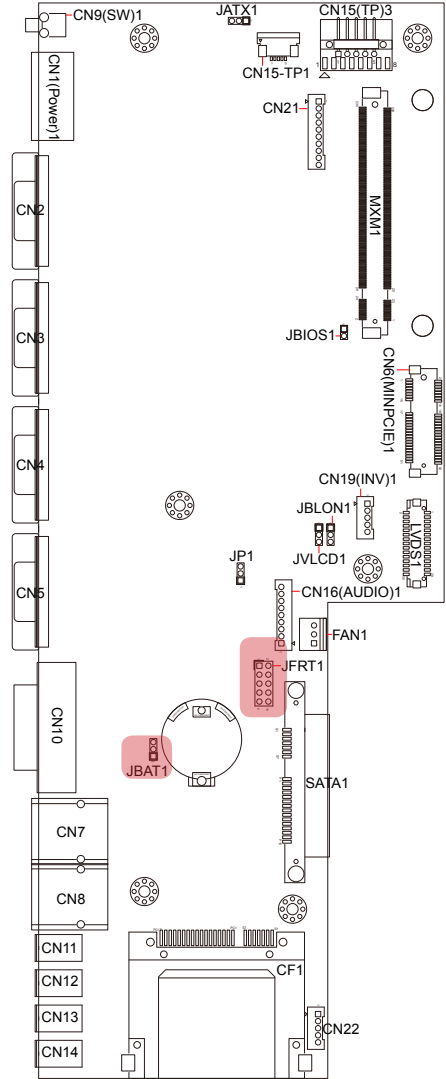 CN9(SW)1
JATX1
CN15(TP)3
1
8
CN15-TP1
CN1(Power)1
CN21
MXM1
CN2
CN3
JBIOS1
CN6(MINPCIE)1
CN4
CN19(INV)1
JBLON1
LVDS1
JVLCD1
JP1
CN5
CN16(AUDIO)1
FAN1
JFRT1
CN10
JBAT1
SATA1
CN7
CN8
CN11
CF1
CN12
CN13
CN22
CN14